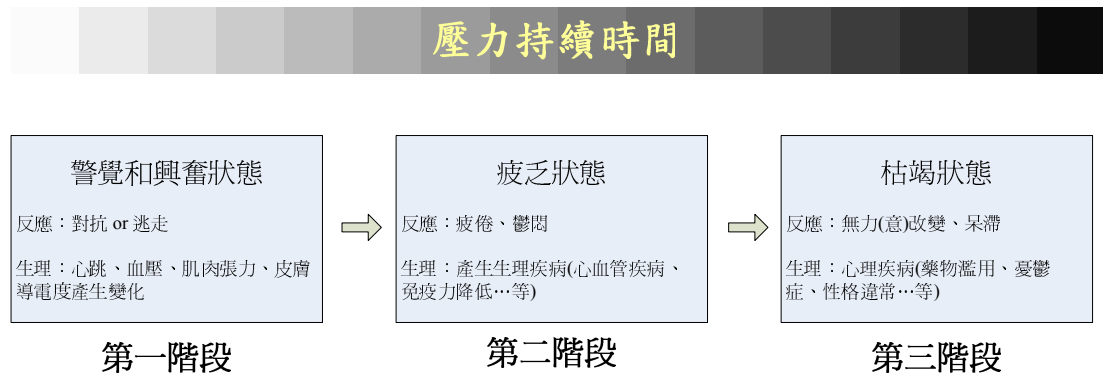 壓力持續時間
警覺和興奮狀態
反應：對抗 or 逃走
生理：心跳、血壓、肌肉張力、皮膚
導電度產生變化
第一階段
疲乏狀態
反應：疲倦、鬱悶
生理：產生生理疾病(心血管疾病、
免疫力降低…等)
第二階段
枯竭狀態
反應：無力(意)改變、呆滯
生理：心理疾病(藥物濫用、憂鬱
症、性格違常…等)
第三階段